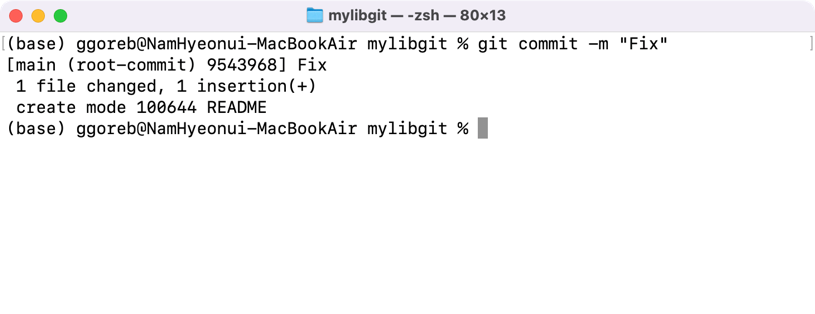 mylibgit — -zsh — 80×13
[(base) ggoreb@NamHyeonui-MacBookAir mylibgit % git commit -m "Fix" ]
[main (root-commit) 9543968] Fix
 1 file changed, 1 insertion(+)
 create mode 100644 README
(base) ggoreb@NamHyeonui-MacBookAir mylibgit %